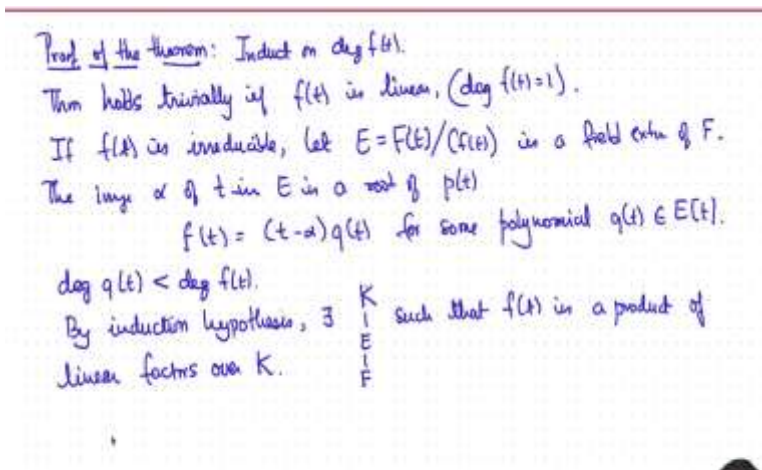 Proof of the theorem: Induct on deg f(t).
Thm holds trivially if f(t) is linear, (deg f(t)=1).
If f(t) is irreducible, let E = F[t]/(f(t)) is a field extn of F.
The image α of t in E is a root of p(t)
f(t) = (t-α)q(t) for some polynomial q(t) ∈ E[t].
deg q(t) < deg f(t).
By induction hypothesis, ∃ K | E | F such that f(t) is a product of
linear factors over K.